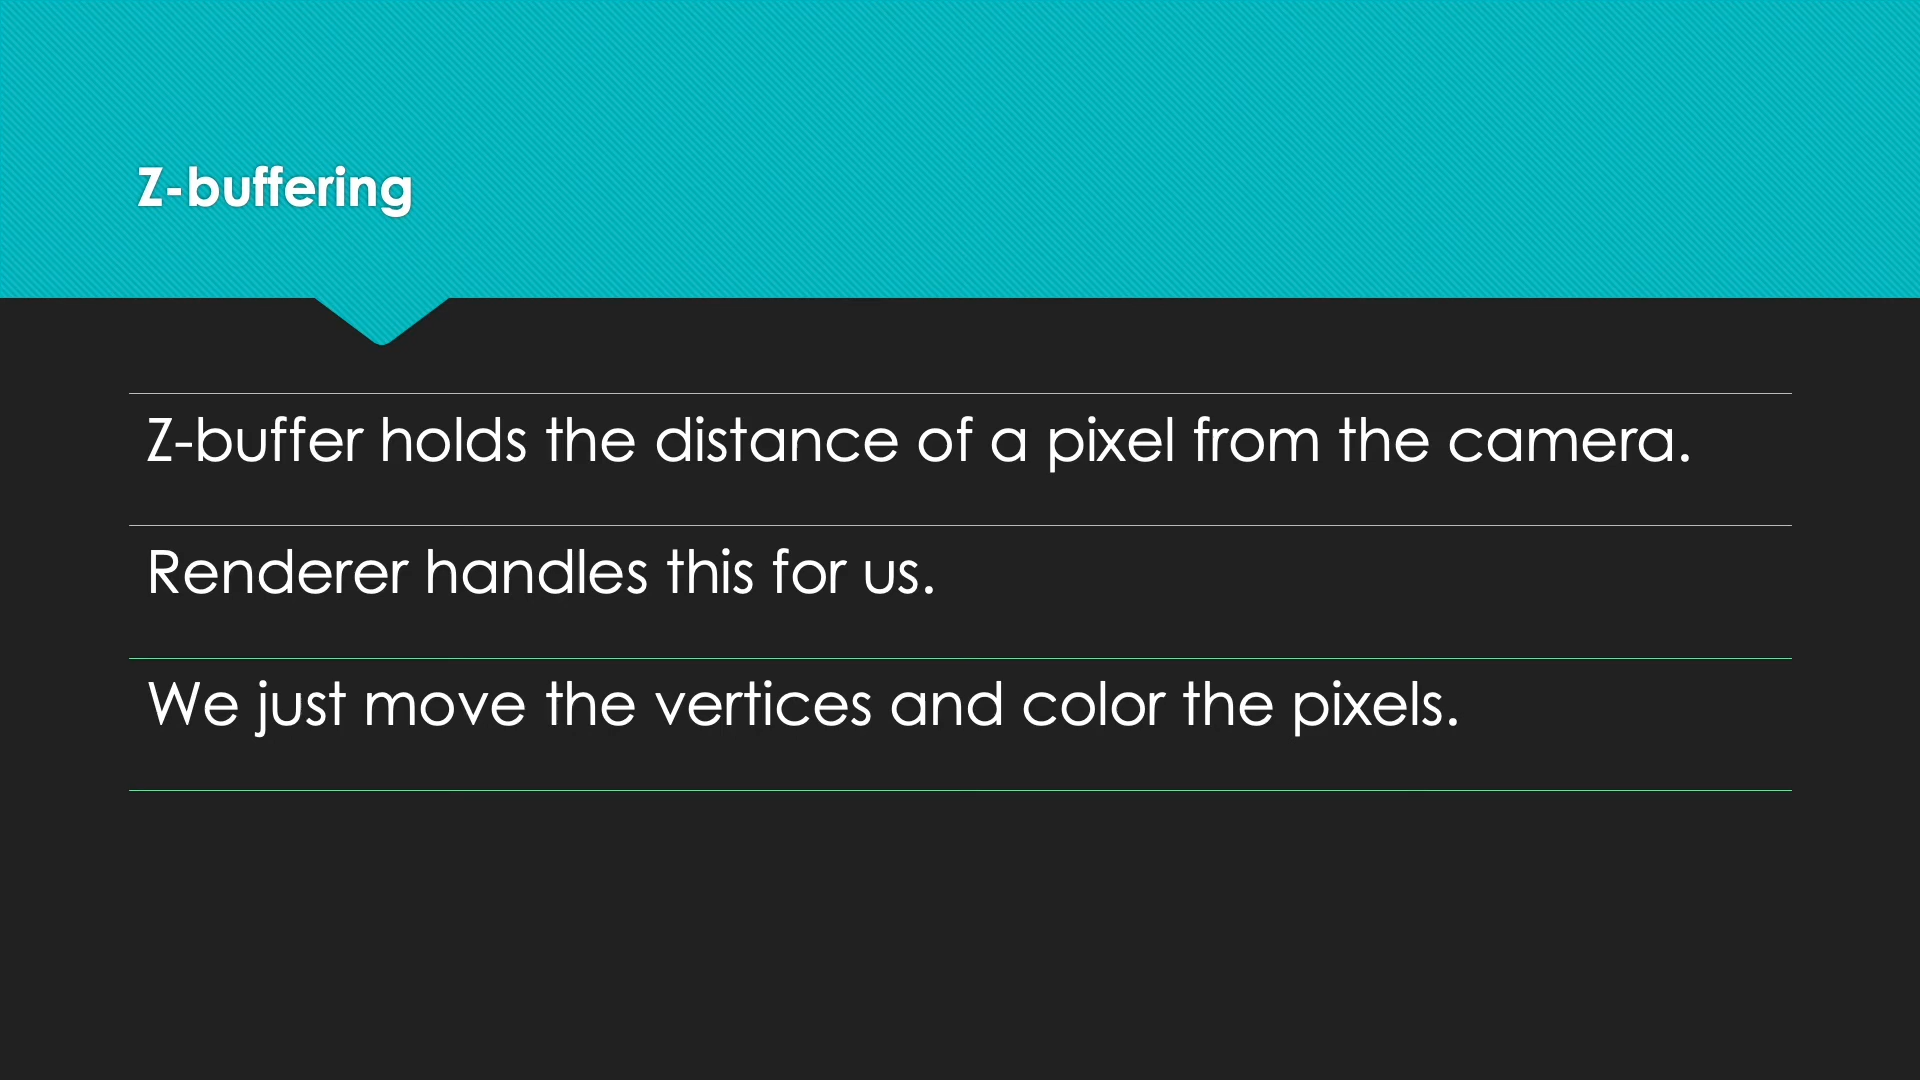 Z-buffering
Z-buffer holds the distance of a pixel from the camera.
Renderer handles this for us.
We just move the vertices and color the pixels.